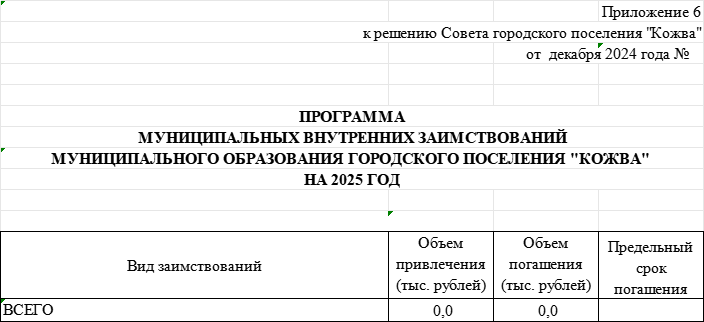 Приложение 6
к решению Совета городского поселения "Кожва"
от декабря 2024 года №
ПРОГРАММА
МУНИЦИПАЛЬНЫХ ВНУТРЕННИХ ЗАИМСТВОВАНИЙ
МУНИЦИПАЛЬНОГО ОБРАЗОВАНИЯ ГОРОДСКОГО ПОСЕЛЕНИЯ "КОЖВА"
НА 2025 ГОД
Вид заимствований
Объем
привлечения
(тыс. рублей)
Объем
погашения
(тыс. рублей)
Предельный
срок
погашения
ВСЕГО 0,0 0,0